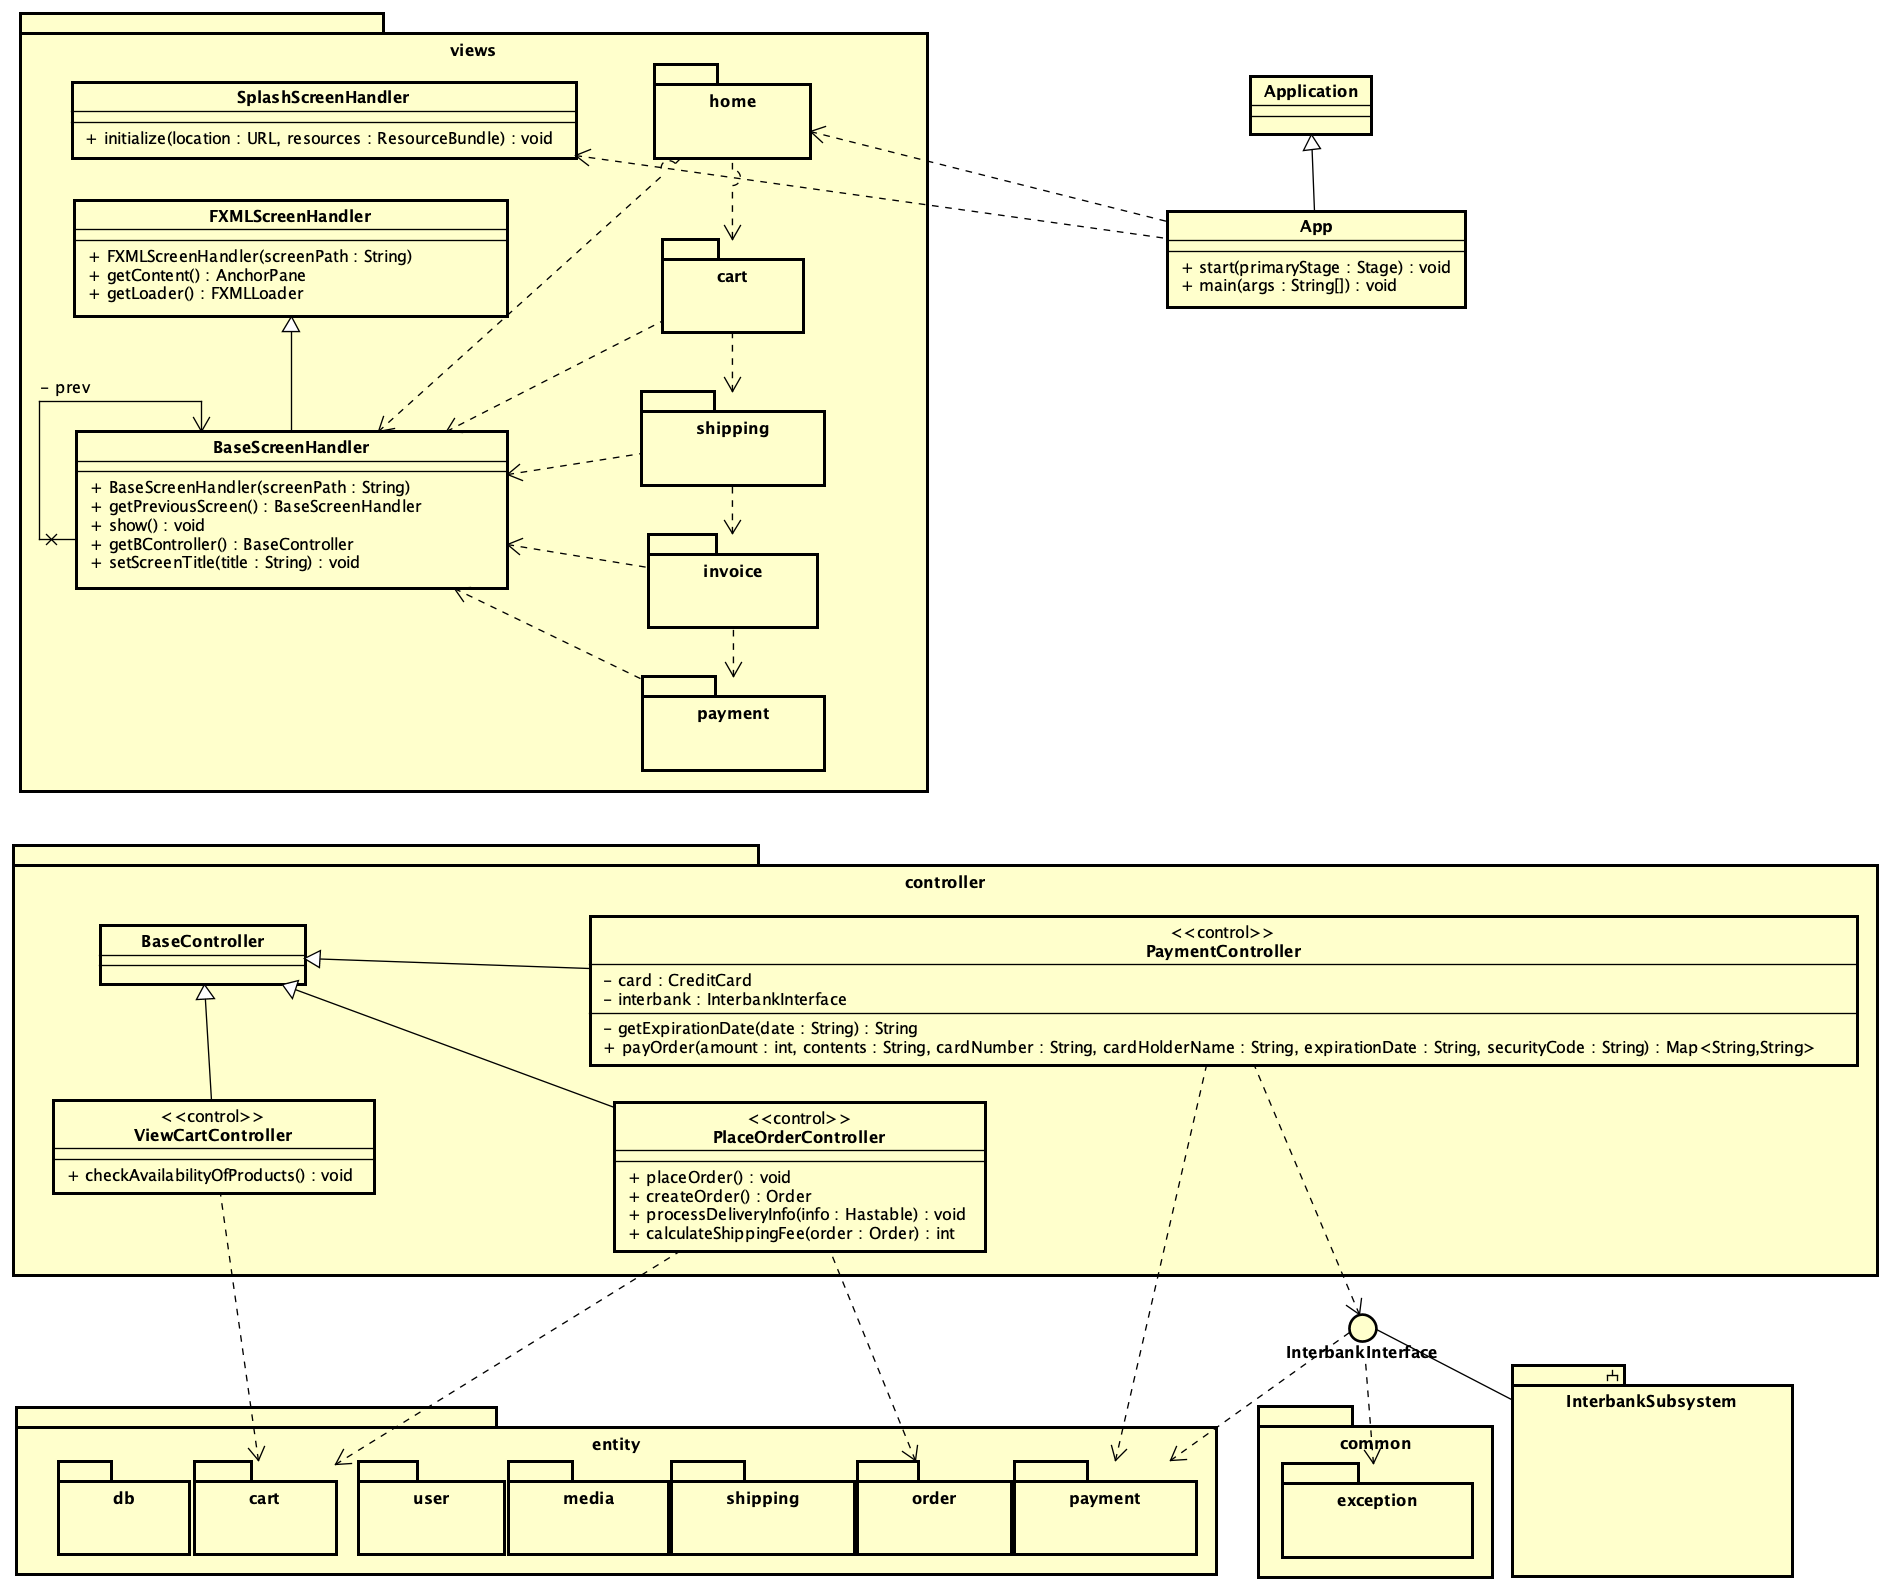 views
SplashScreenHandler
+ initialize(location : URL, resources : ResourceBundle) : void
home
FXMLScreenHandler
+ FXMLScreenHandler(screenPath : String)
+ getContent() : AnchorPane
+ getLoader() : FXMLLoader
cart
- prev
BaseScreenHandler
+ BaseScreenHandler(screenPath : String)
+ getPreviousScreen() : BaseScreenHandler
+ show() : void
+ getBController() : BaseController
+ setScreenTitle(title : String) : void
shipping
invoice
payment
Application
App
+ start(primaryStage : Stage) : void
+ main(args : String[]) : void
controller
BaseController
<<control>>
PaymentController
- card : CreditCard
- interbank : InterbankInterface
- getExpirationDate(date : String) : String
+ payOrder(amount : int, contents : String, cardNumber : String, cardHolderName : String, expirationDate : String, securityCode : String) : Map<String,String>
<<control>>
ViewCartController
+ checkAvailabilityOfProducts() : void
<<control>>
PlaceOrderController
+ placeOrder() : void
+ createOrder() : Order
+ processDeliveryInfo(info : Hastable) : void
+ calculateShippingFee(order : Order) : int
InterbankInterface
InterbankSubsystem
entity
db
cart
user
media
shipping
order
payment
common
exception